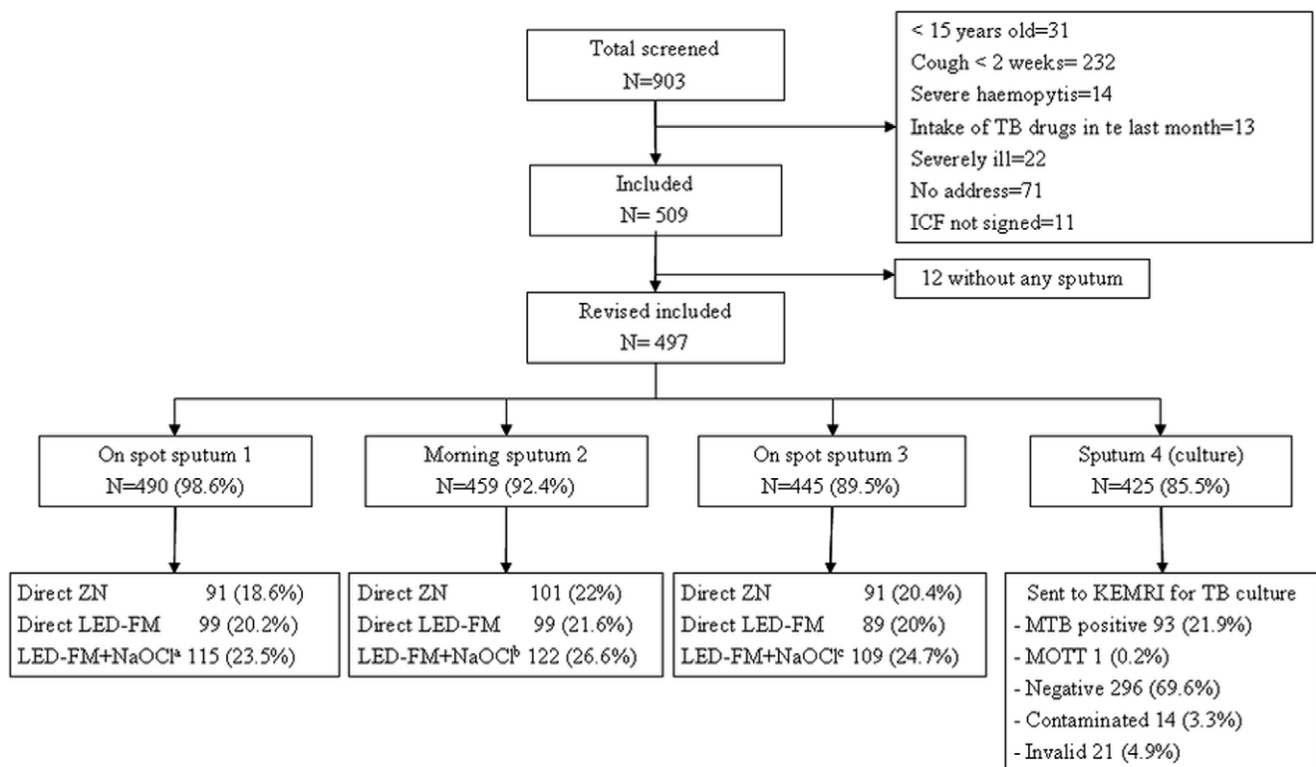 Total screened
N=903
< 15 years old=31
Cough < 2 weeks= 232
Severe haemopytis=14
Intake of TB drugs in te last month=13
Severely ill=22
No address=71
ICF not signed=11
Included
N= 509
12 without any sputum
Revised included
N= 497
On spot sputum 1
N=490 (98.6%)
Morning sputum 2
N=459 (92.4%)
On spot sputum 3
N=445 (89.5%)
Sputum 4 (culture)
N=425 (85.5%)
Direct ZN 91 (18.6%)
Direct LED-FM 99 (20.2%)
LED-FM+NaOClᵃ 115 (23.5%)
Direct ZN 101 (22%)
Direct LED-FM 99 (21.6%)
LED-FM+NaOClᵇ 122 (26.6%)
Direct ZN 91 (20.4%)
Direct LED-FM 89 (20%)
LED-FM+NaOClᶜ 109 (24.7%)
Sent to KEMRI for TB culture
- MTB positive 93 (21.9%)
- MOTT 1 (0.2%)
- Negative 296 (69.6%)
- Contaminated 14 (3.3%)
- Invalid 21 (4.9%)